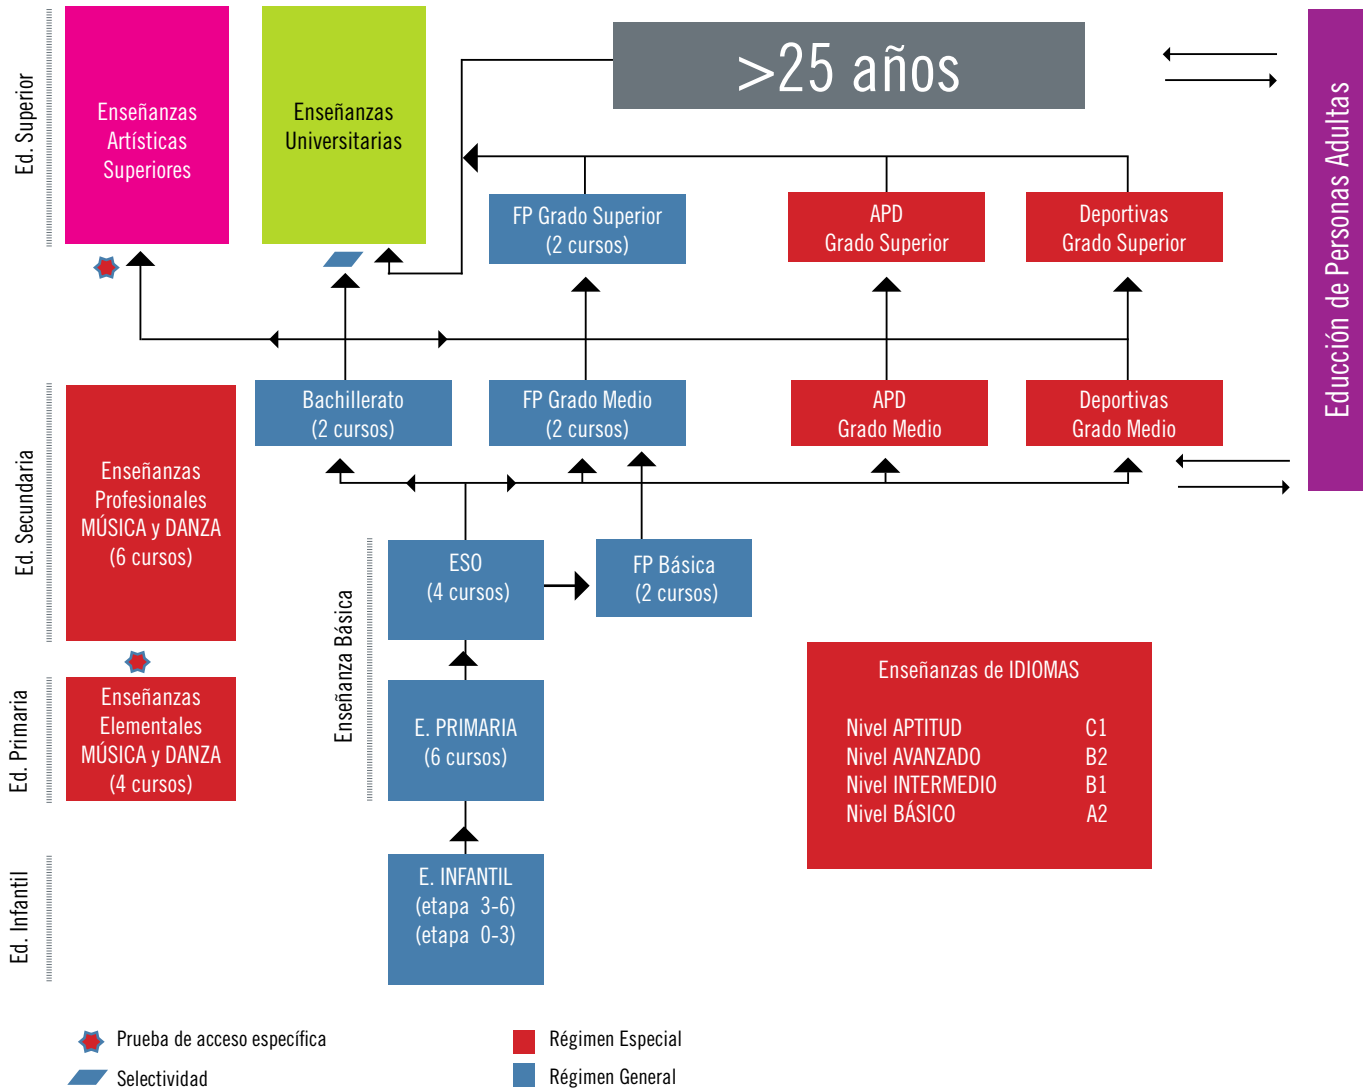 Ed. Superior
Enseñanzas
Artísticas
Superiores
Enseñanzas
Universitarias
>25 años
Educción de Personas Adultas
FP Grado Superior
(2 cursos)
APD
Grado Superior
Deportivas
Grado Superior
Ed. Secundaria
Enseñanzas
Profesionales
MÚSICA y DANZA
(6 cursos)
Bachillerato
(2 cursos)
FP Grado Medio
(2 cursos)
APD
Grado Medio
Deportivas
Grado Medio
Enseñanza Básica
ESO
(4 cursos)
FP Básica
(2 cursos)
Ed. Primaria
Enseñanzas
Elementales
MÚSICA y DANZA
(4 cursos)
E. PRIMARIA
(6 cursos)
Enseñanzas de IDIOMAS
Nivel APTITUD C1
Nivel AVANZADO B2
Nivel INTERMEDIO B1
Nivel BÁSICO A2
Ed. Infantil
E. INFANTIL
(etapa 3-6)
(etapa 0-3)
Prueba de acceso específica
Selectividad
Régimen Especial
Régimen General